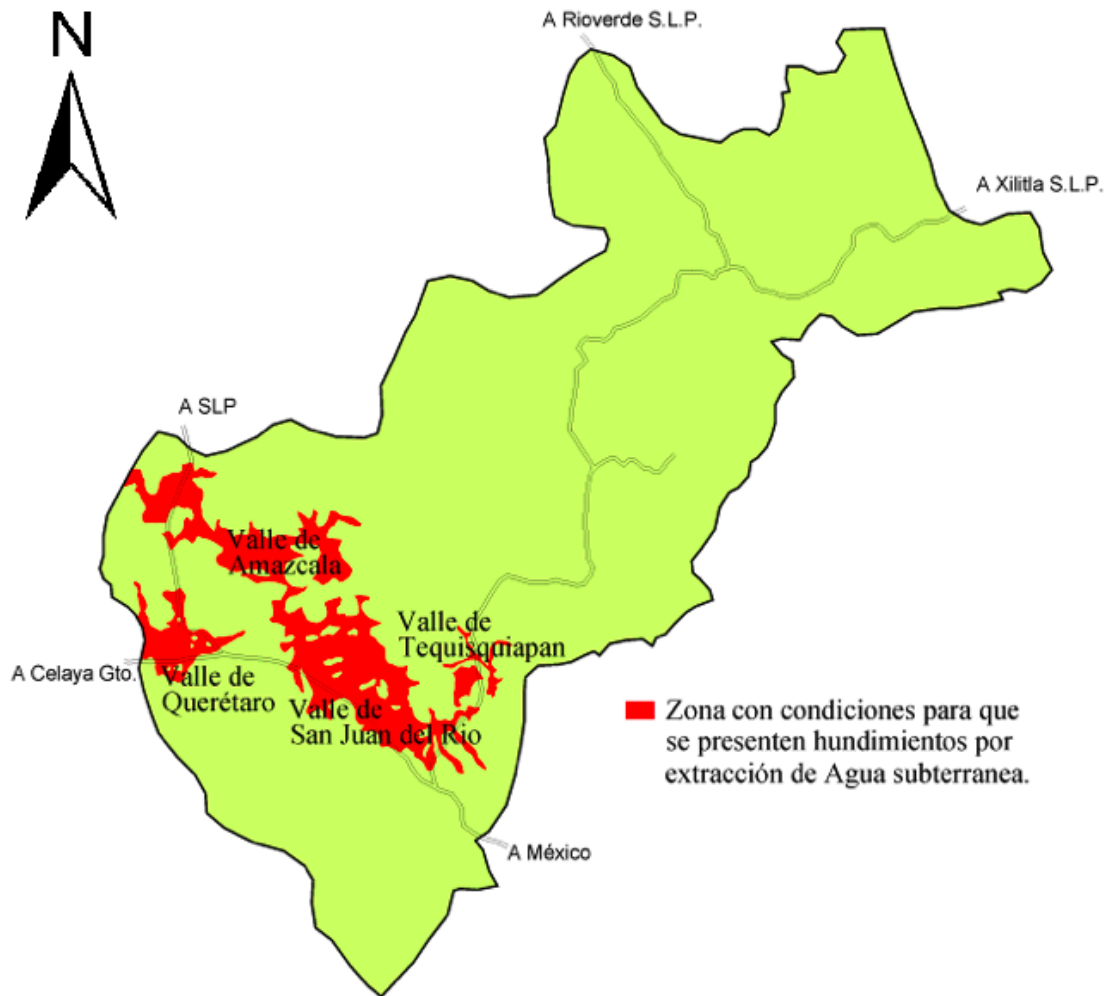 N
A Rioverde S.L.P.
A Xilitla S.L.P.
A SLP
Valle de
Amazcala
Valle de
Tequisquiapan
A Celaya Gto.
Valle de
Querétaro
Valle de
San Juan del Rio
Zona con condiciones para que
se presenten hundimientos por
extracción de Agua subterranea.
A México